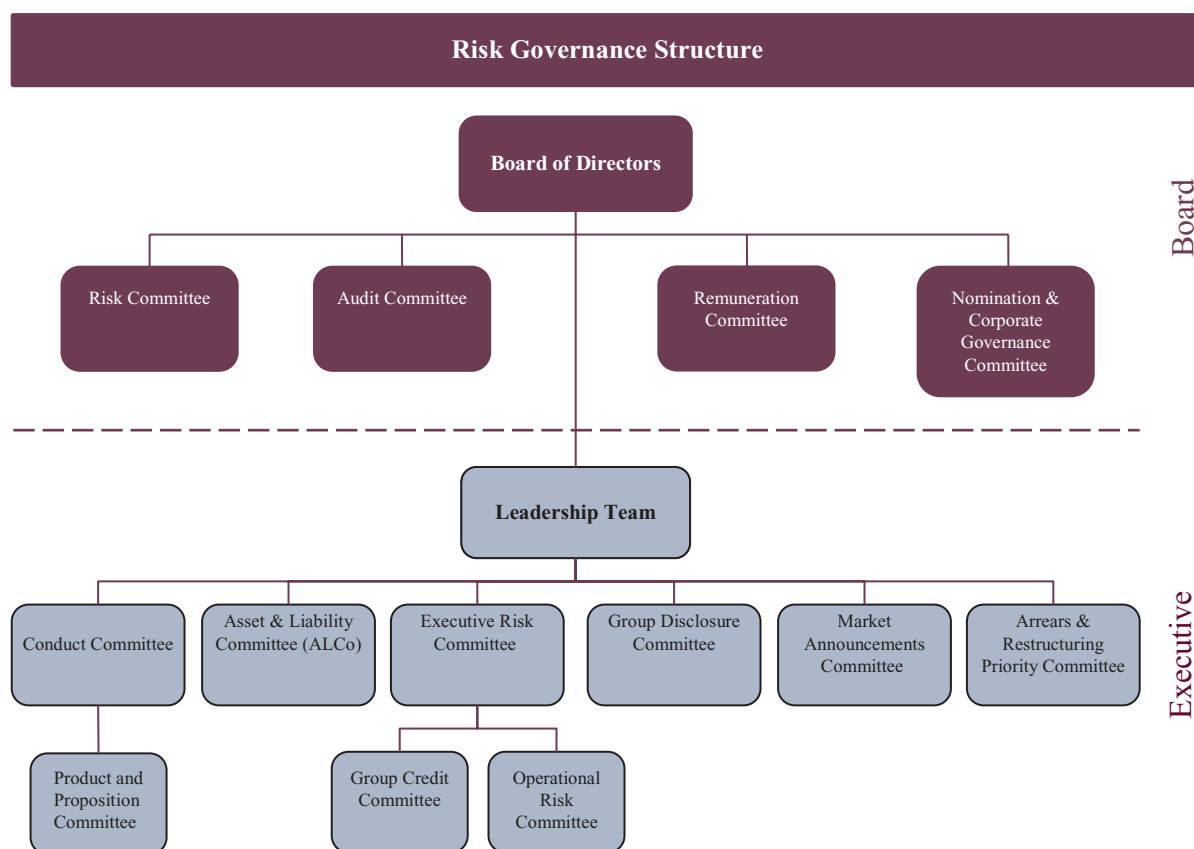 Risk Governance Structure
Board of Directors
Board
Risk Committee
Audit Committee
Remuneration
Committee
Nomination &
Corporate
Governance
Committee
Leadership Team
Executive
Conduct Committee
Asset & Liability
Committee (ALCo)
Executive Risk
Committee
Group Disclosure
Committee
Market
Announcements
Committee
Arrears &
Restructuring
Priority Committee
Product and
Proposition
Committee
Group Credit
Committee
Operational
Risk
Committee